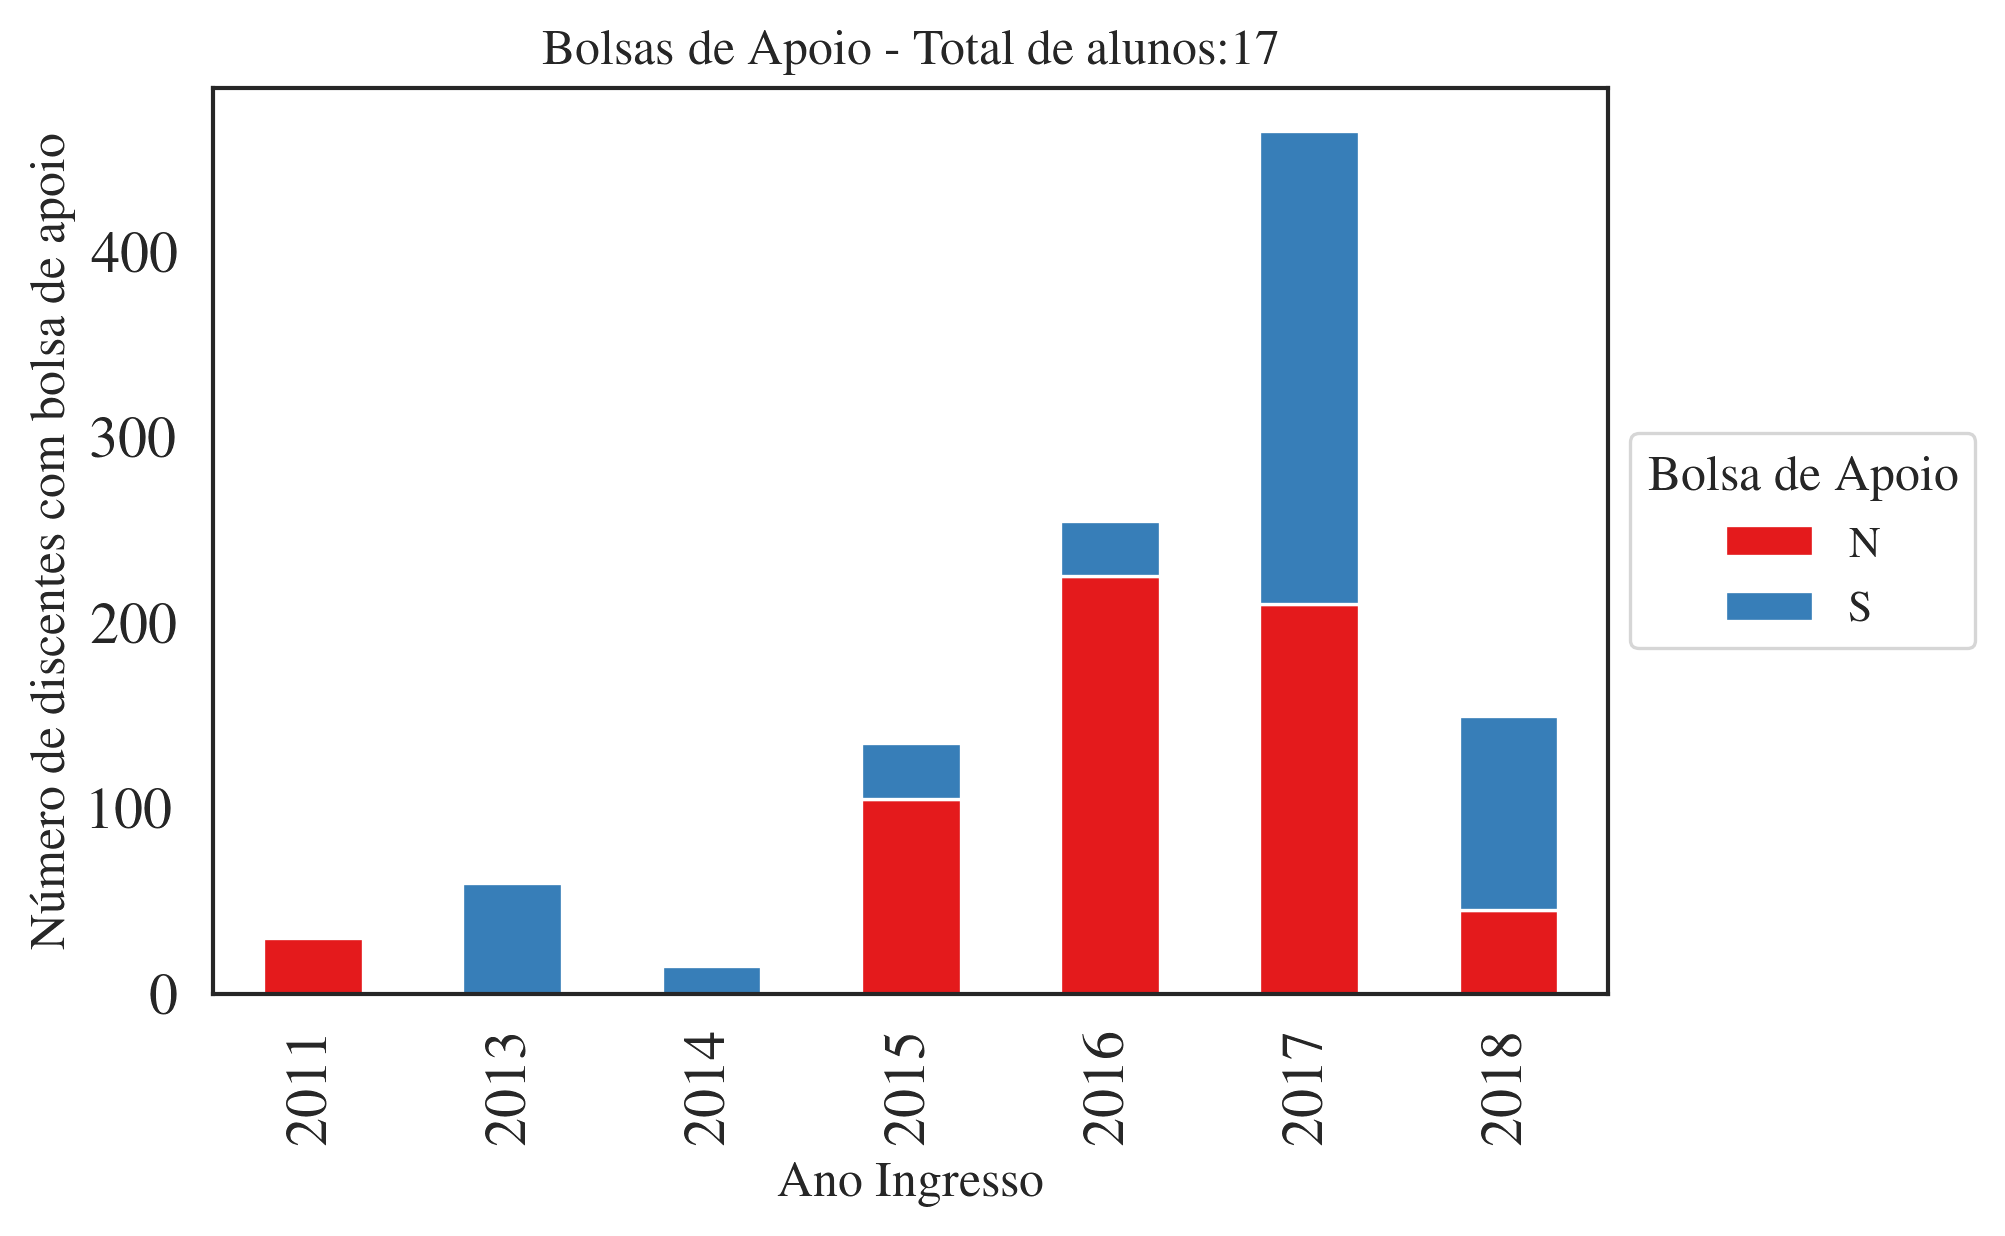 Bolsas de Apoio - Total de alunos:17
Número de discentes com bolsa de apoio
400
300
200
100
0
2011
2013
2014
2015
2016
2017
2018
Ano Ingresso
Bolsa de Apoio
N
S